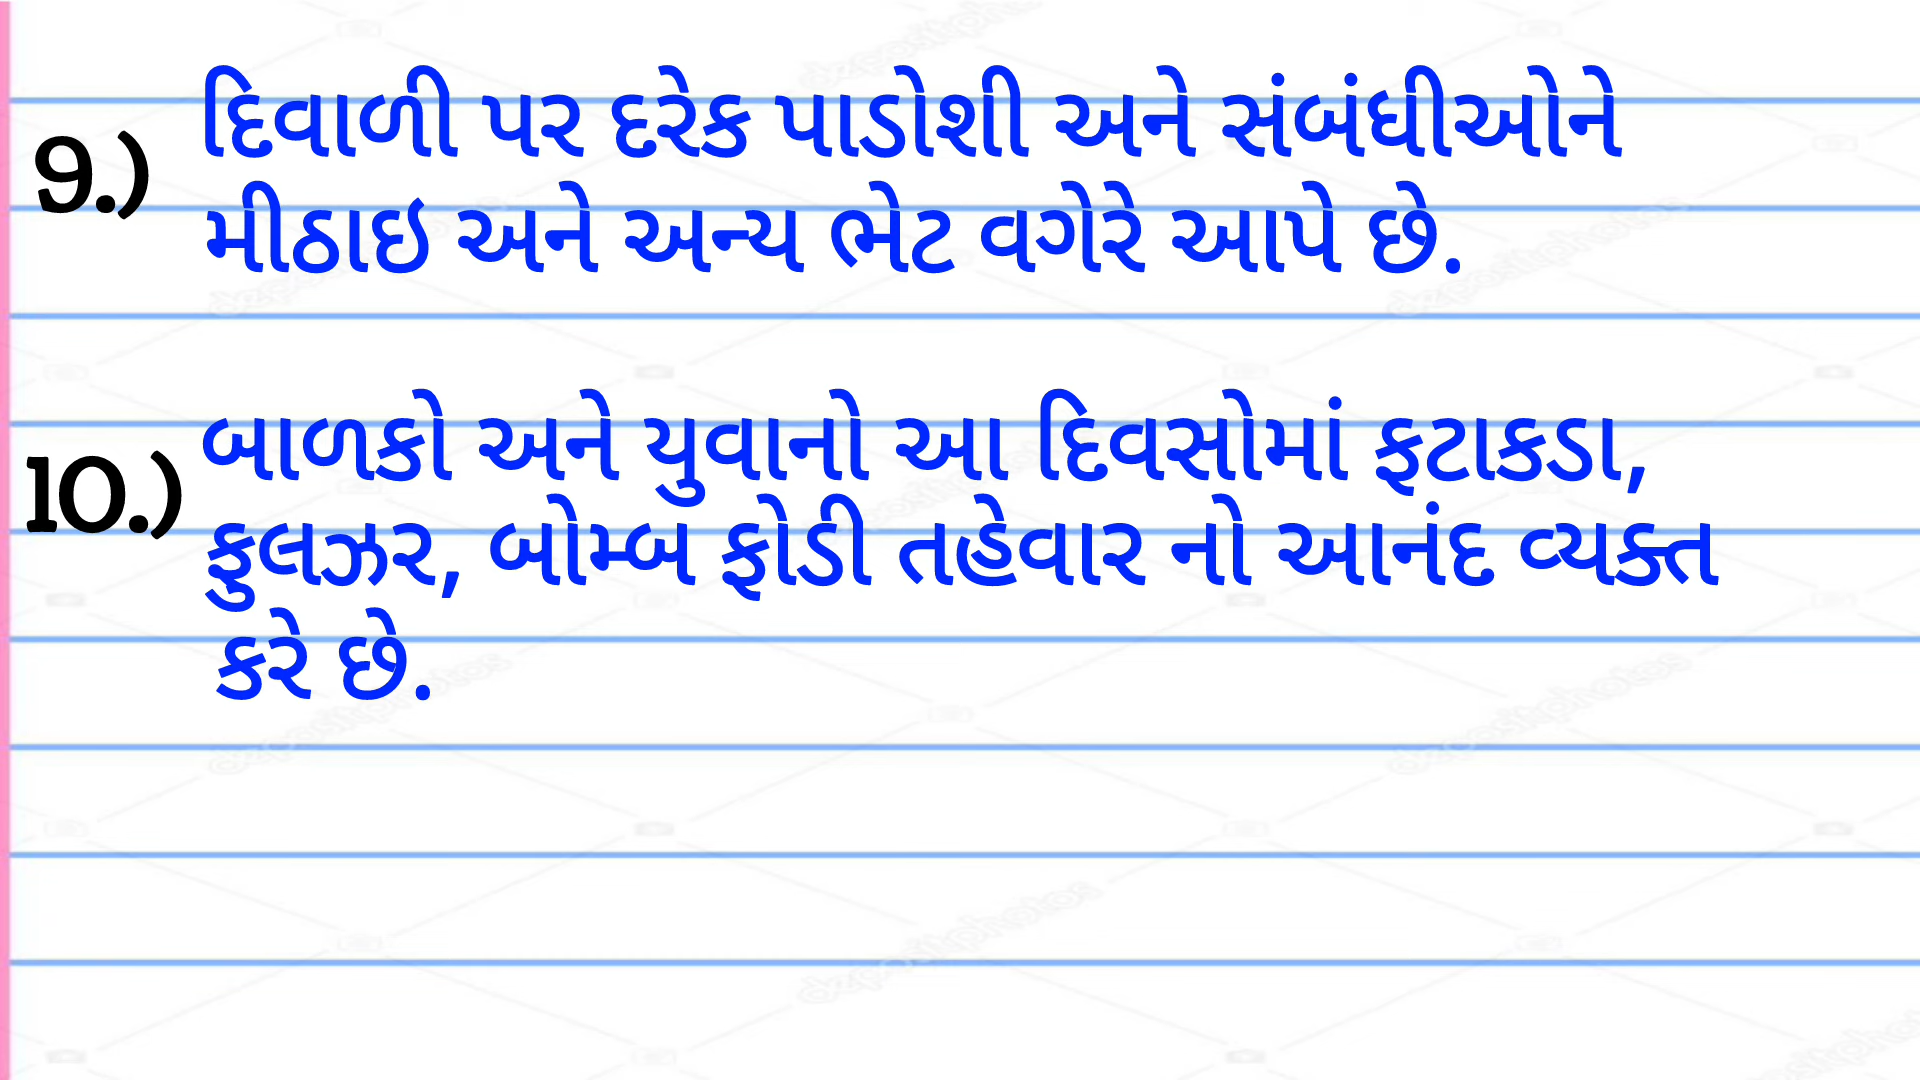 9.) દિવાળી પર દરેક પાડોશી અને સંબંધીઓને
મીઠાઇ અને અન્ય ભેટ વગેરે આપે છે.
10.) બાળકો અને યુવાનો આ દિવસોમાં ફટાકડા,
ફુલઝર, બોમ્બ ફોડી તહેવાર નો આનંદ વ્યક્ત
કરે છે.